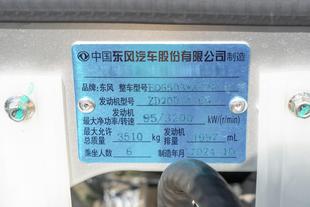 中国东风汽车股份有限公司制造
品牌:东风 整车型号
发动机型号
发动机
最大净功率/转速 95/3200 kW/(r/min)
最大允许总质量 3510 kg 发动机排量 1997 mL
乘坐人数 6 制造年月 2024 10